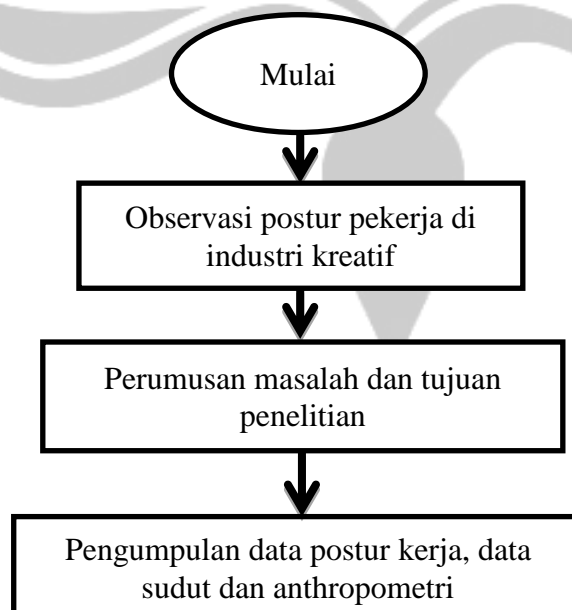 Mulai
Observasi postur pekerja di
industri kreatif
Perumusan masalah dan tujuan
penelitian
Pengumpulan data postur kerja, data
sudut dan anthropometri